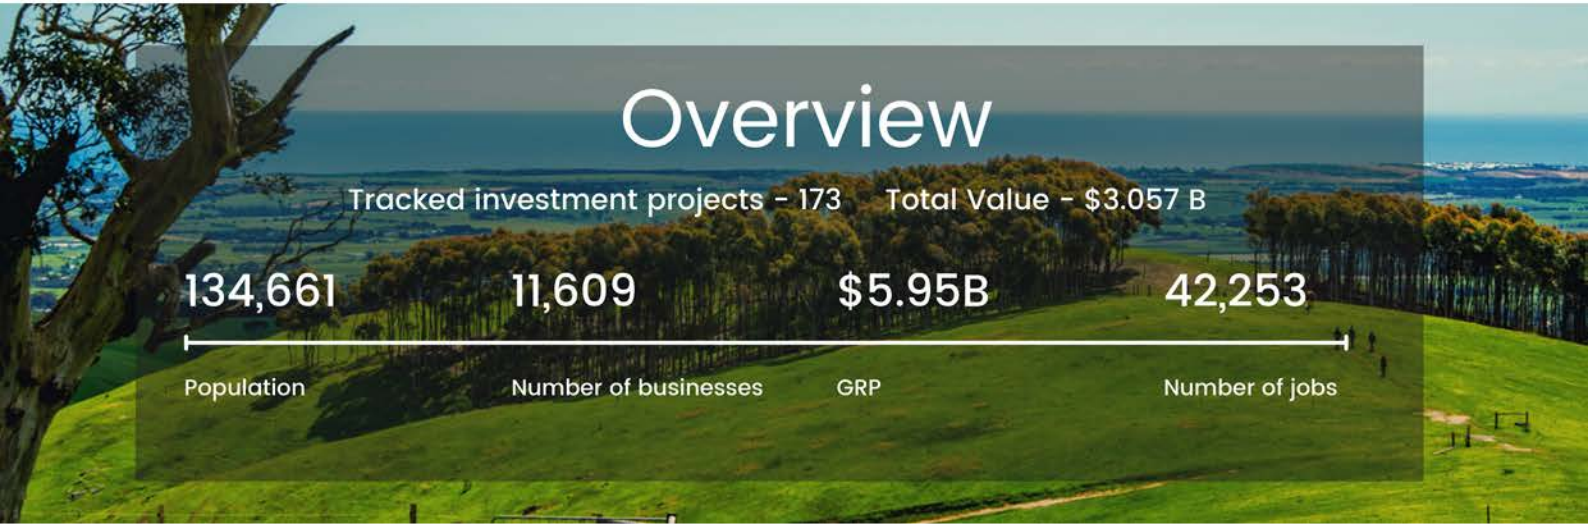 Overview
Tracked investment projects - 173 Total Value - $3.057 B
134,661 11,609 $5.95B 42,253
Population Number of businesses GRP Number of jobs